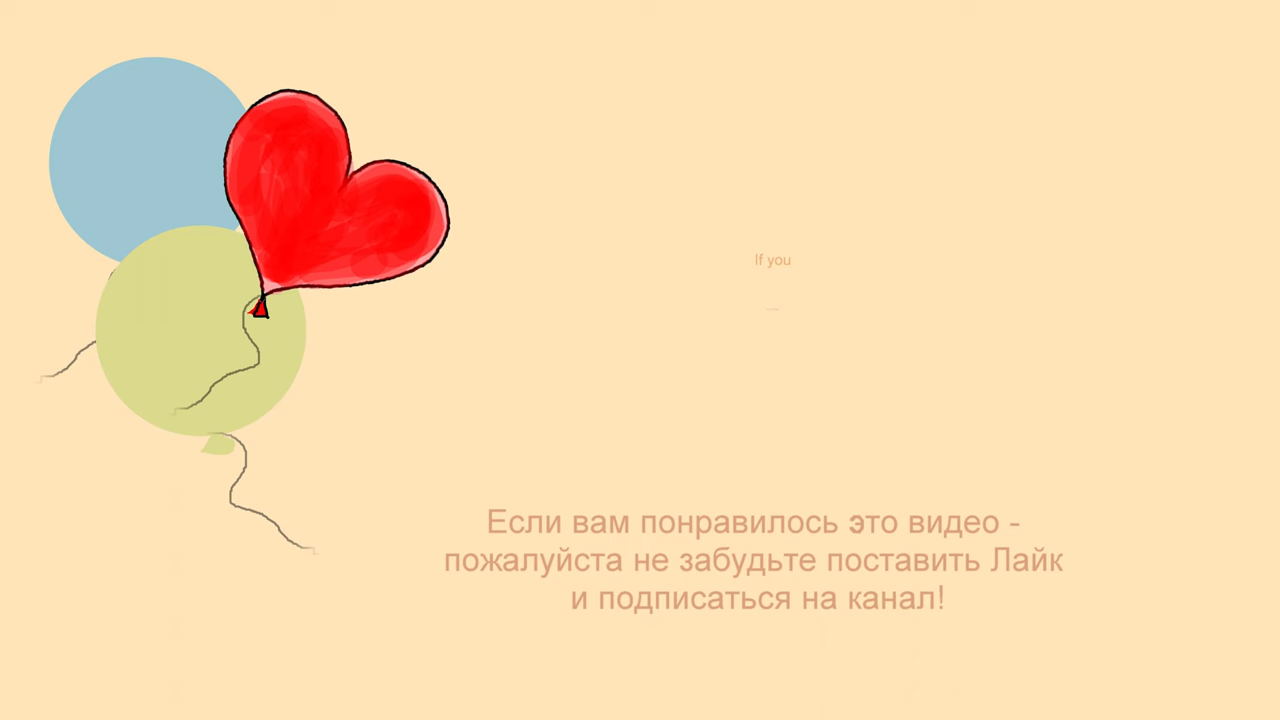 If you
Если вам понравилось это видео -
пожалуйста не забудьте поставить Лайк
и подписаться на канал!